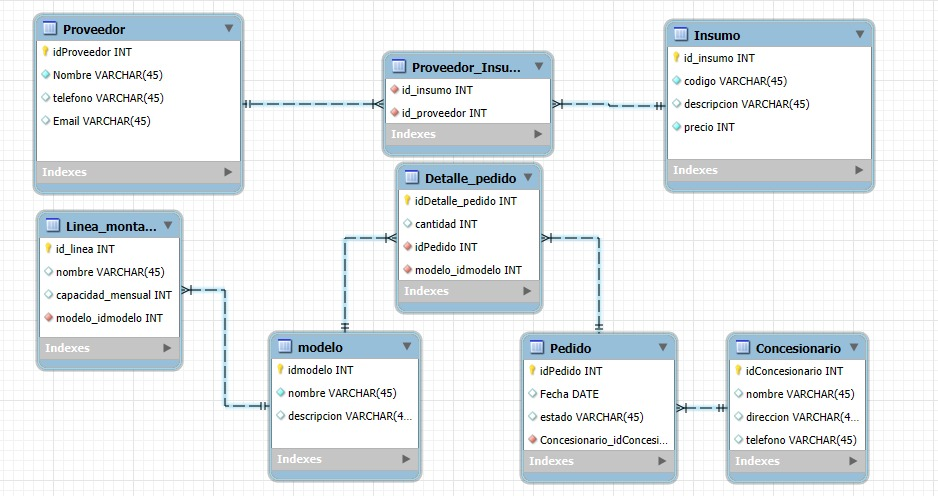 Proveedor
idProveedor INT
Nombre VARCHAR(45)
telefono VARCHAR(45)
Email VARCHAR(45)
Indexes
Proveedor_Insu...
id_insumo INT
id_proveedor INT
Indexes
Insumo
id_insumo INT
codigo VARCHAR(45)
descripcion VARCHAR(45)
precio INT
Indexes
Detalle_pedido
idDetalle_pedido INT
cantidad INT
idPedido INT
modelo_idmodelo INT
Indexes
Linea_monta...
id_linea INT
nombre VARCHAR(45)
capacidad_mensual INT
modelo_idmodelo INT
Indexes
modelo
idmodelo INT
nombre VARCHAR(45)
descripcion VARCHAR(4...
Indexes
Pedido
idPedido INT
Fecha DATE
estado VARCHAR(45)
Concesionario_idConcesi...
Indexes
Concesionario
idConcesionario INT
nombre VARCHAR(45)
direccion VARCHAR(4...
telefono VARCHAR(45)
Indexes